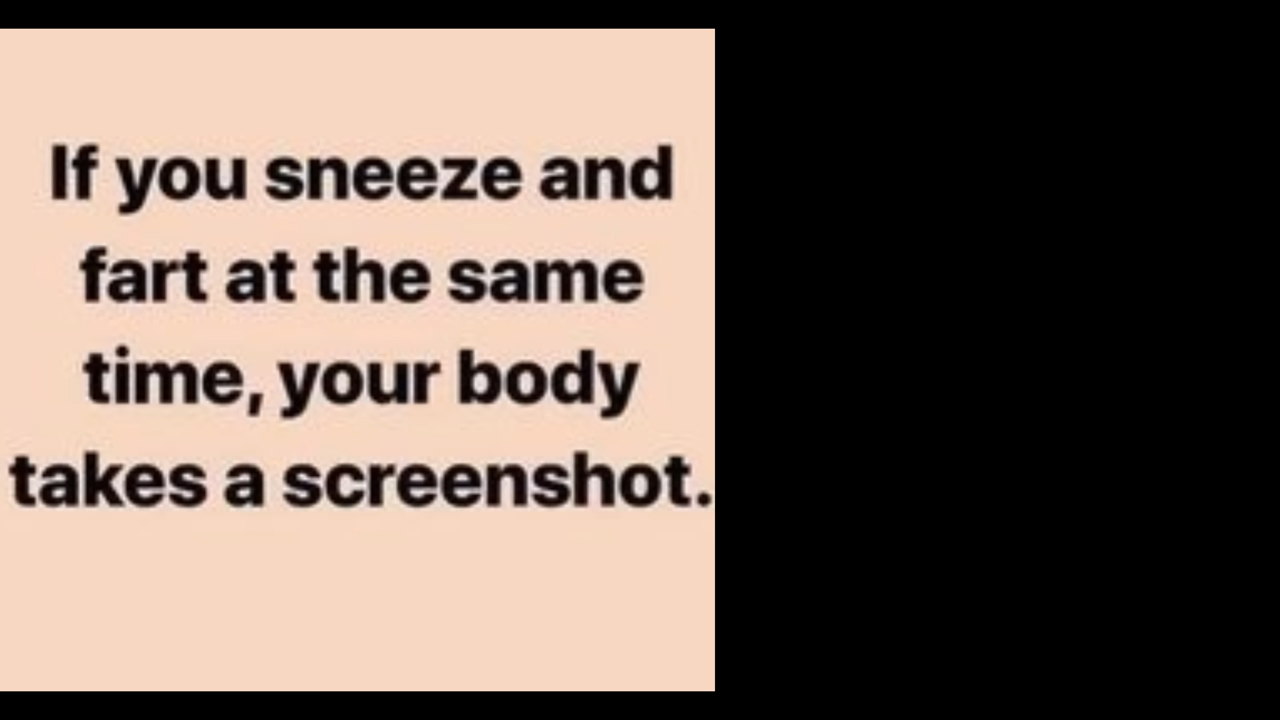 If you sneeze and
fart at the same
time, your body
takes a screenshot.